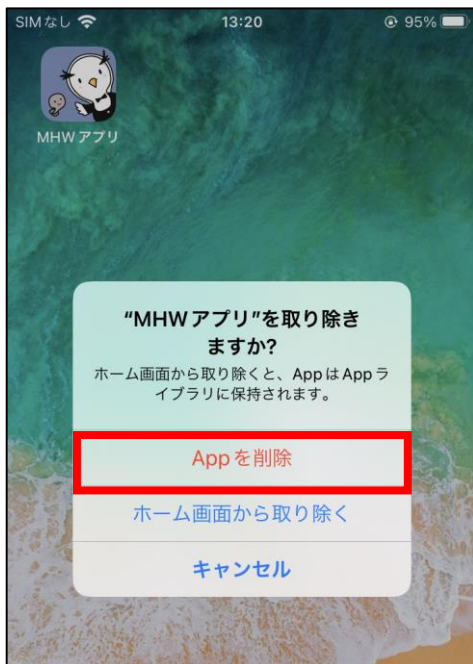 SIMなし 13:20 95%
MHWアプリ
“MHWアプリ”を取り除き
ますか?
ホーム画面から取り除くと、AppはAppラ
イブラリに保持されます。
Appを削除
ホーム画面から取り除く
キャンセル